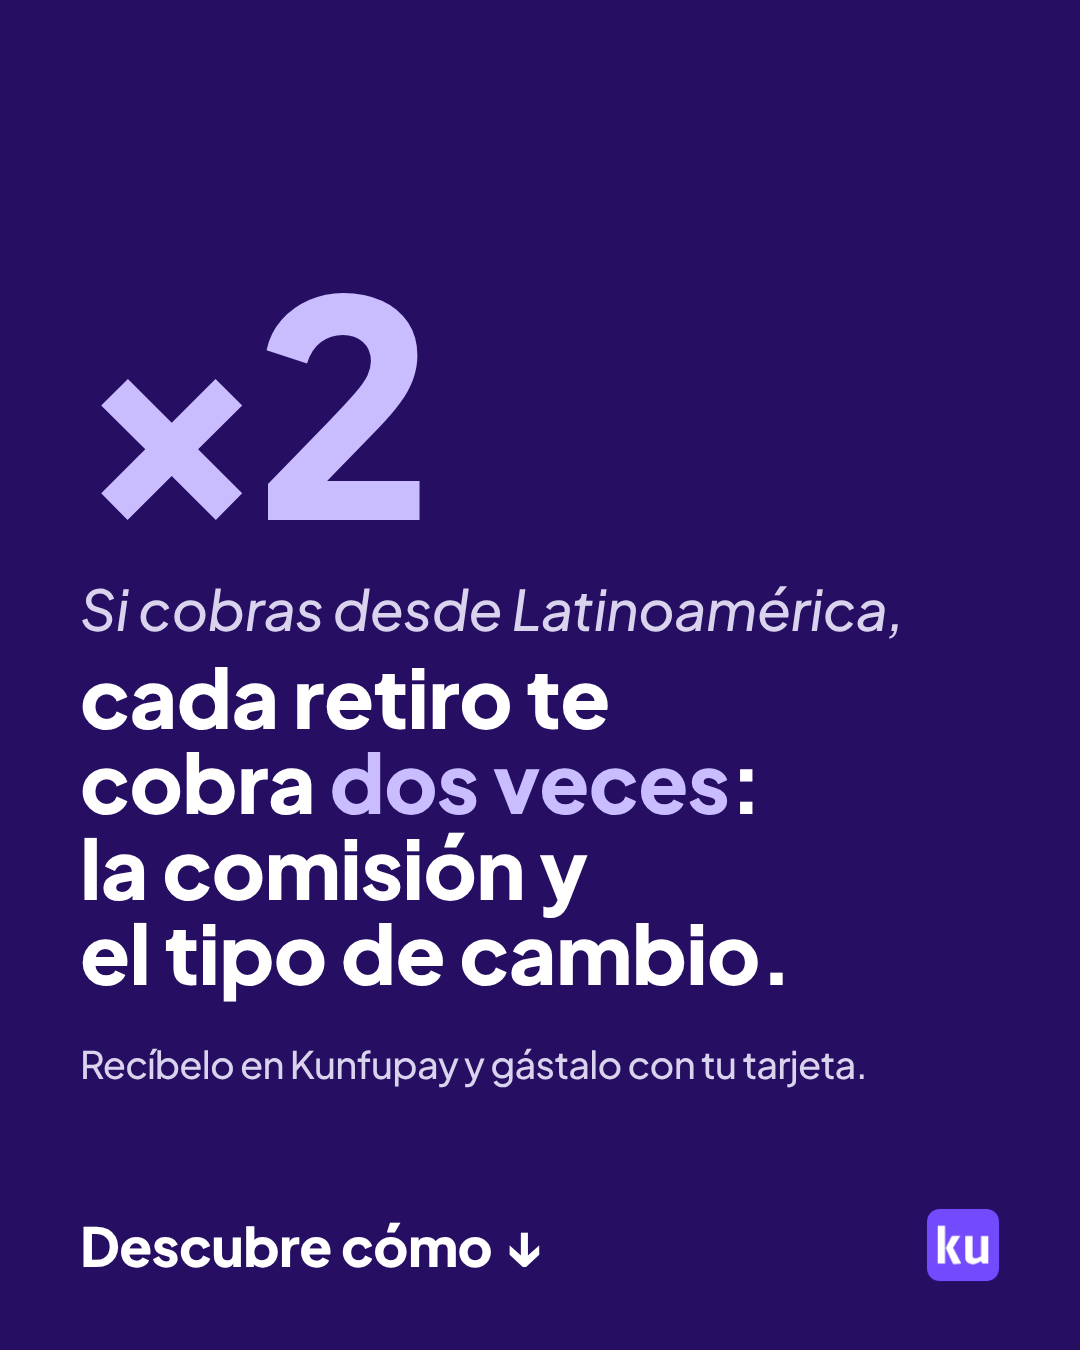 ×2
Si cobras desde Latinoamérica,
cada retiro te
cobra dos veces:
la comisión y
el tipo de cambio.
Recíbelo en Kunfupay y gástalo con tu tarjeta.
Descubre cómo ↓
ku